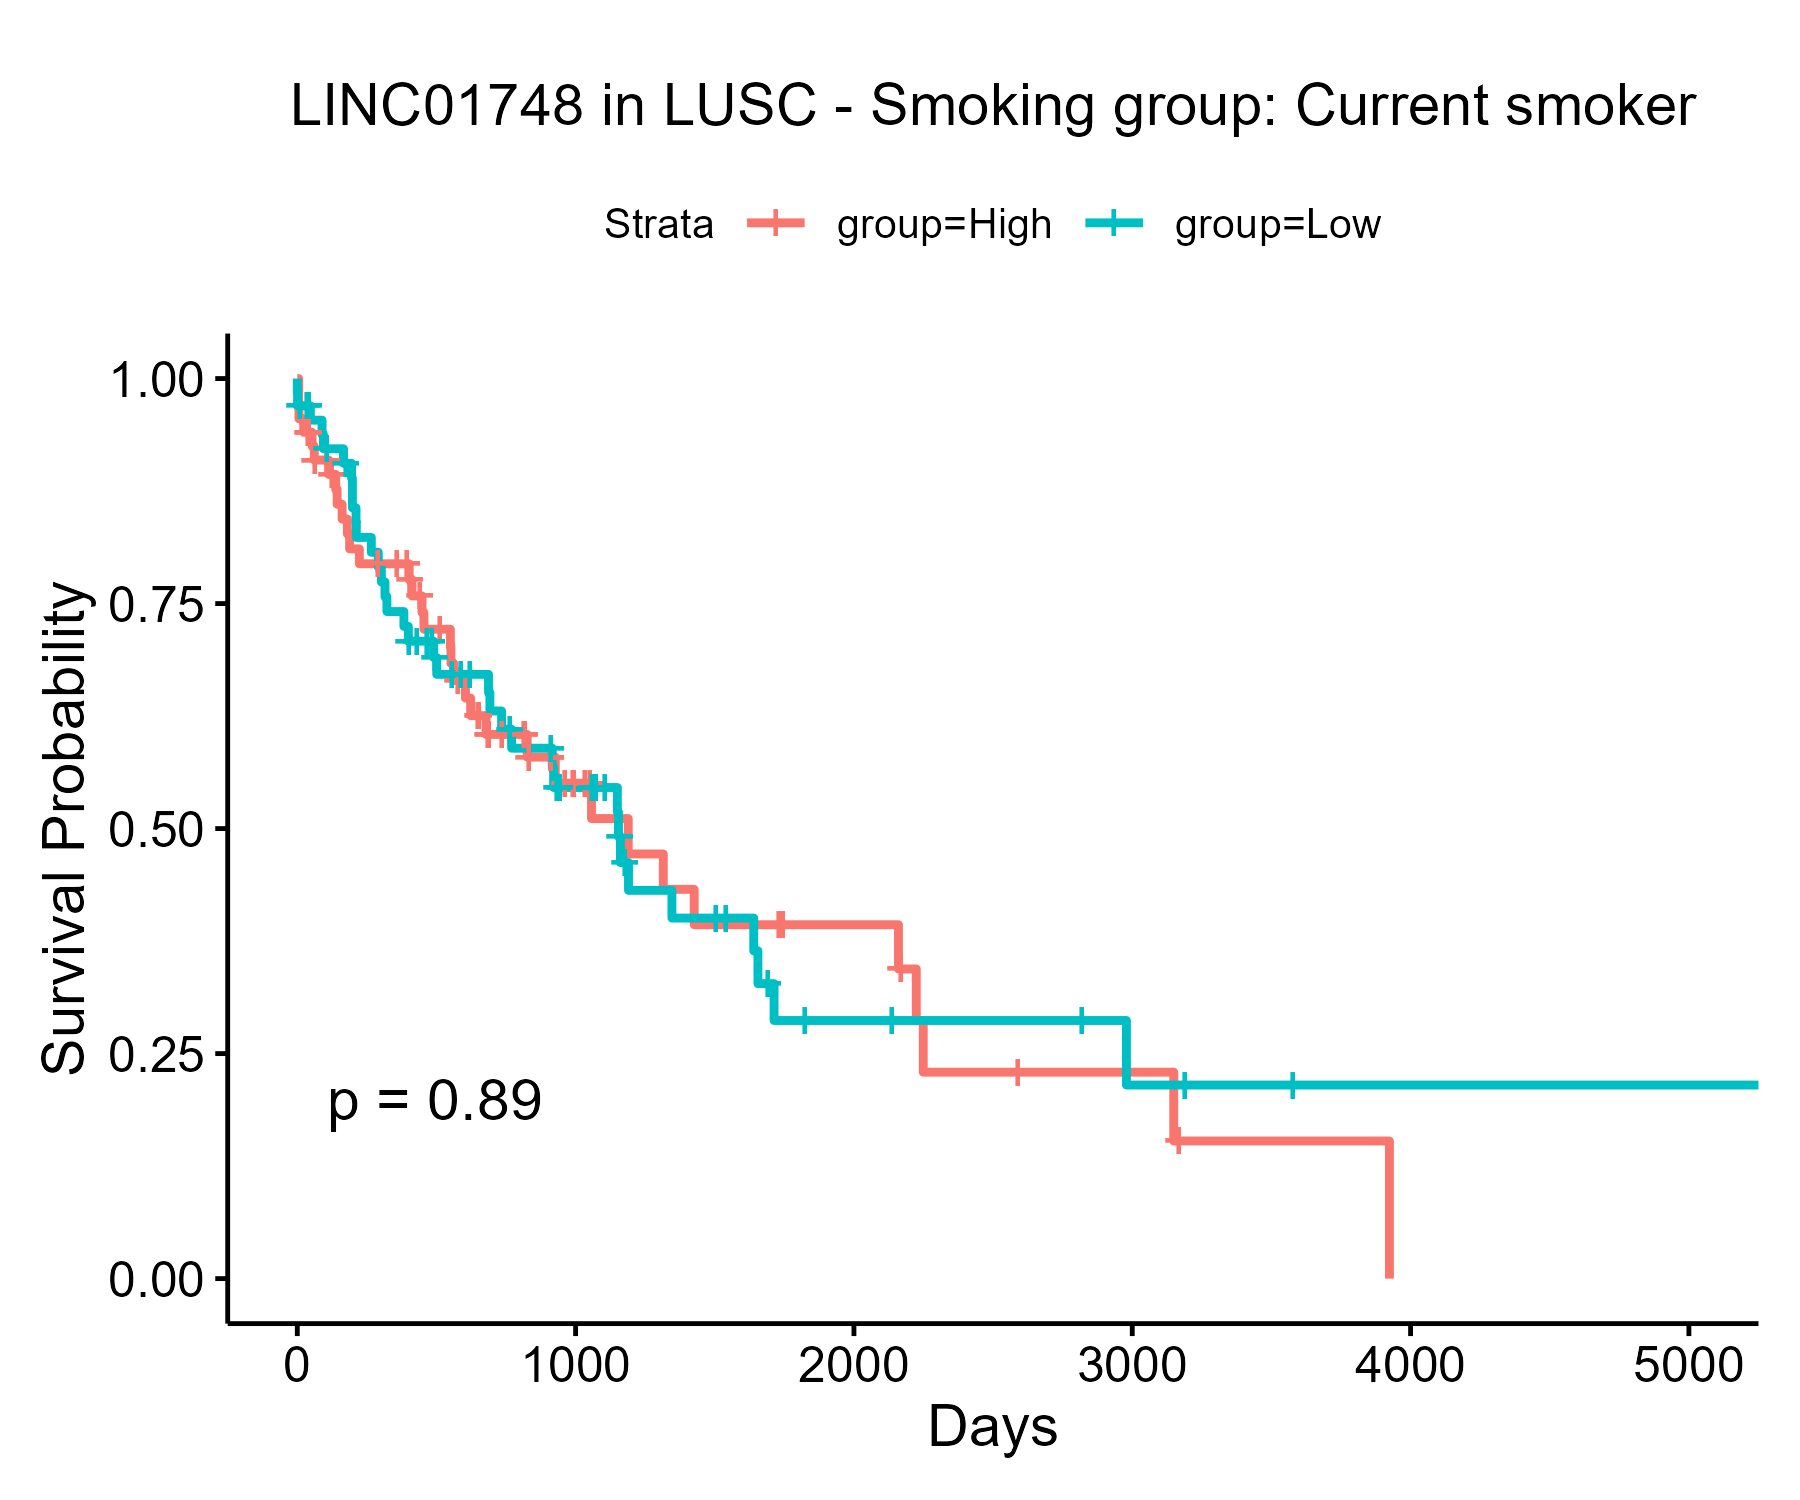 LINC01748 in LUSC - Smoking group: Current smoker
Strata group=High group=Low
Survival Probability
1.00
0.75
0.50
0.25
0.00
p = 0.89
0 1000 2000 3000 4000 5000
Days